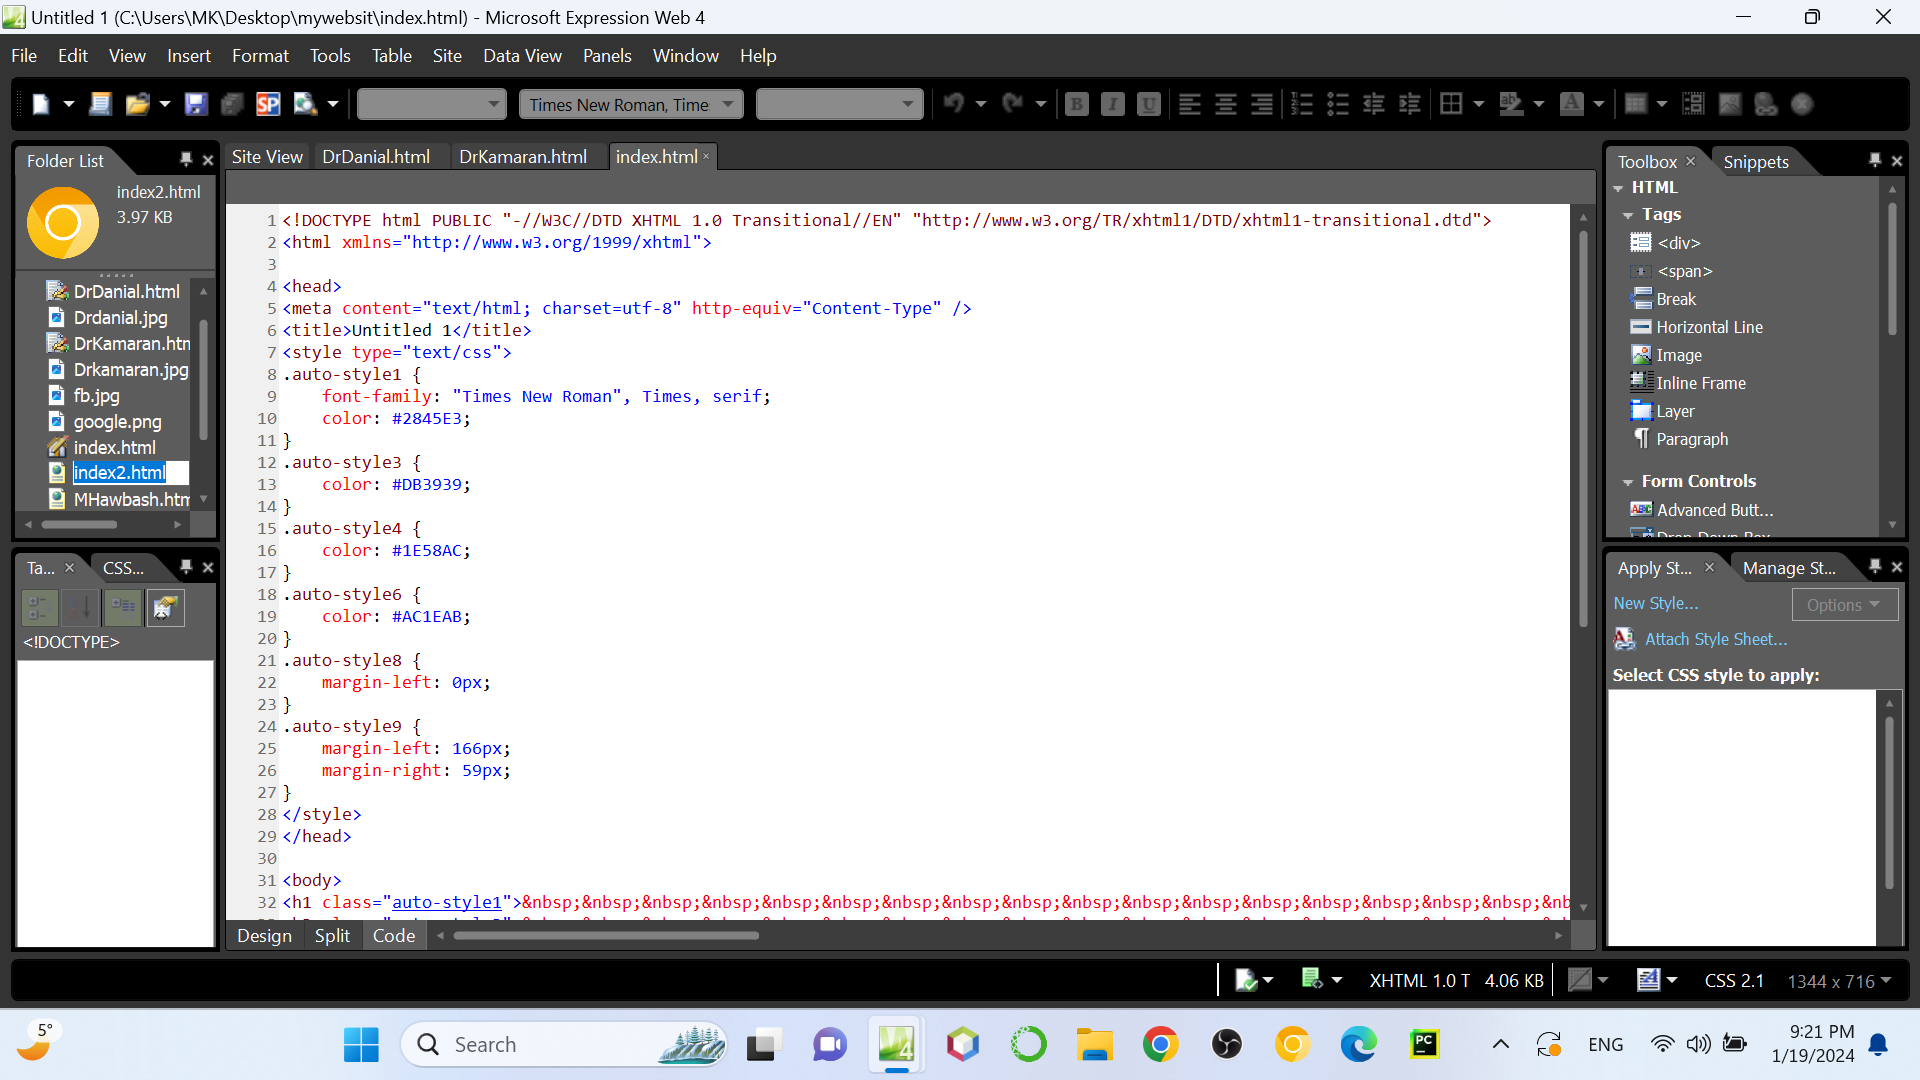 Untitled 1 (C:\Users\MK\Desktop\mywebsit\index.html) - Microsoft Expression Web 4
File Edit View Insert Format Tools Table Site Data View Panels Window Help
Times New Roman, Time
Folder List
index2.html
3.97 KB
DrDanial.html
Drdanial.jpg
DrKamaran.htm
Drkamaran.jpg
fb.jpg
google.png
index.html
index2.html
MHawbash.htm
Ta... CSS...
<!DOCTYPE>
Site View DrDanial.html DrKamaran.html index.html
1 <!DOCTYPE html PUBLIC "-//W3C//DTD XHTML 1.0 Transitional//EN" "http://www.w3.org/TR/xhtml1/DTD/xhtml1-transitional.dtd">
2 <html xmlns="http://www.w3.org/1999/xhtml">
3
4 <head>
5 <meta content="text/html; charset=utf-8" http-equiv="Content-Type" />
6 <title>Untitled 1</title>
7 <style type="text/css">
8 .auto-style1 {
9 font-family: "Times New Roman", Times, serif;
10 color: #2845E3;
11 }
12 .auto-style3 {
13 color: #DB3939;
14 }
15 .auto-style4 {
16 color: #1E58AC;
17 }
18 .auto-style6 {
19 color: #AC1EAB;
20 }
21 .auto-style8 {
22 margin-left: 0px;
23 }
24 .auto-style9 {
25 margin-left: 166px;
26 margin-right: 59px;
27 }
28 </style>
29 </head>
30
31 <body>
32 <h1 class="auto-style1">&nbsp;&nbsp;&nbsp;&nbsp;&nbsp;&nbsp;&nbsp;&nbsp;&nbsp;&nbsp;&nbsp;&nbsp;&nbsp;&nbsp;&nbsp;&nbsp;&nbsp;&nb
Design Split Code
Toolbox Snippets
HTML
Tags
<div>
<span>
Break
Horizontal Line
Image
Inline Frame
Layer
Paragraph
Form Controls
Advanced Butt...
Drop-Down Box
Apply St... Manage St...
New Style... Options
Attach Style Sheet...
Select CSS style to apply:
XHTML 1.0 T 4.06 KB CSS 2.1 1344 x 716
5°
Search
ENG
9:21 PM
1/19/2024